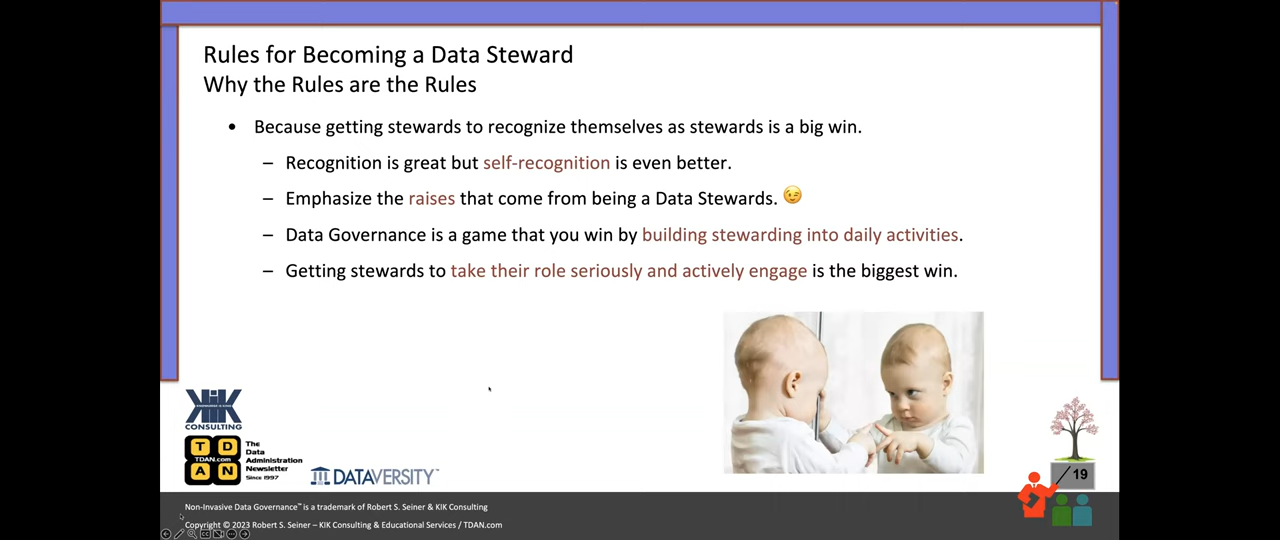 Rules for Becoming a Data Steward
Why the Rules are the Rules
• Because getting stewards to recognize themselves as stewards is a big win.
– Recognition is great but self-recognition is even better.
– Emphasize the raises that come from being a Data Stewards. 😉
– Data Governance is a game that you win by building stewarding into daily activities.
– Getting stewards to take their role seriously and actively engage is the biggest win.
KIK
CONSULTING
T D
TDAN.com
A N
The
Data
Administration
Newsletter
Since 1997
DATAVERSITY™
19
Non-Invasive Data Governance™ is a trademark of Robert S. Seiner & KIK Consulting
Copyright © 2023 Robert S. Seiner – KIK Consulting & Educational Services / TDAN.com